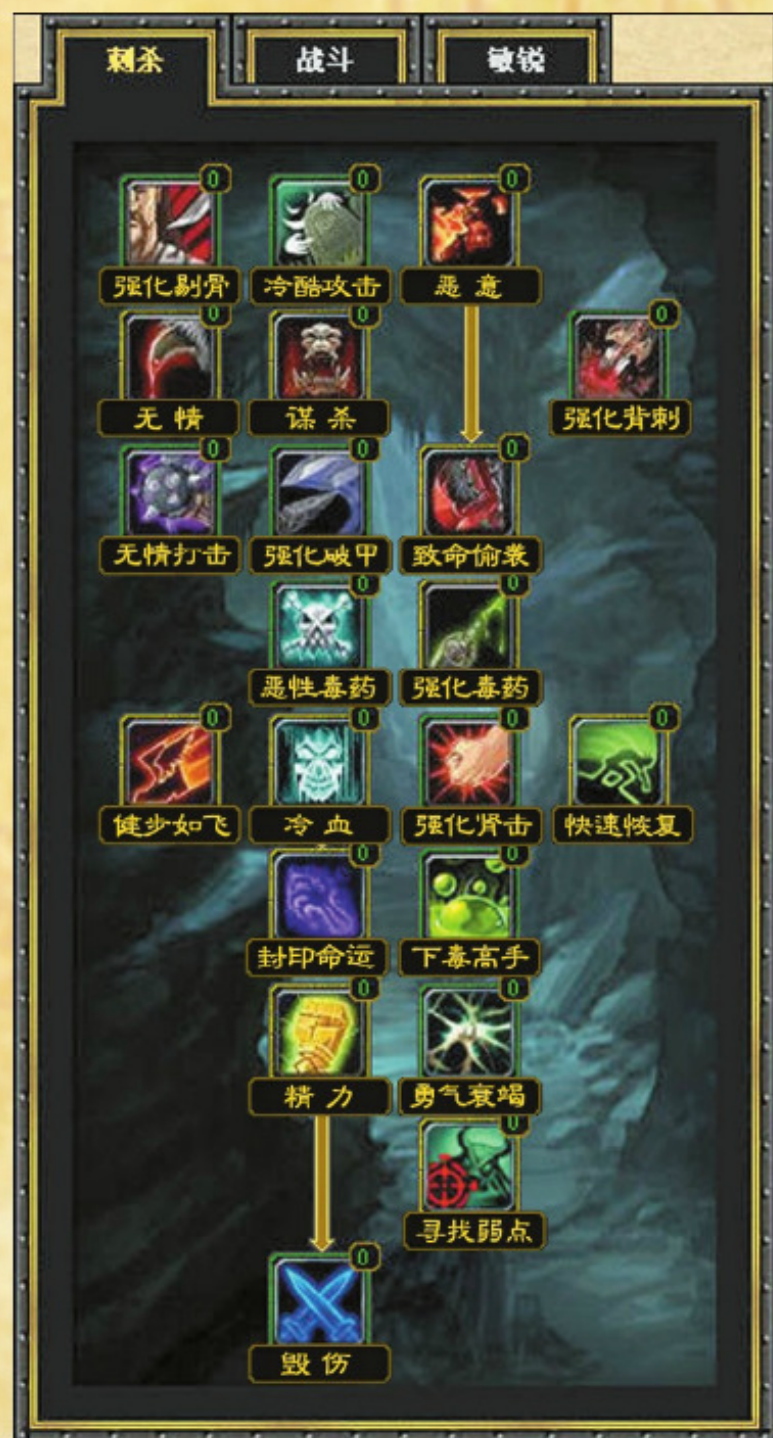 刺杀 战斗 敏锐
0 0 0
强化剔骨 冷酷攻击 恶意
0 0 0
无情 谋杀 强化背刺
0 0 0
无情打击 强化破甲 致命偷袭
0 0
恶性毒药 强化毒药
0 0 0 0
健步如飞 冷血 强化肾击 快速恢复
0 0
封印命运 下毒高手
0 0
精力 勇气衰竭
0
寻找弱点
0
毁伤